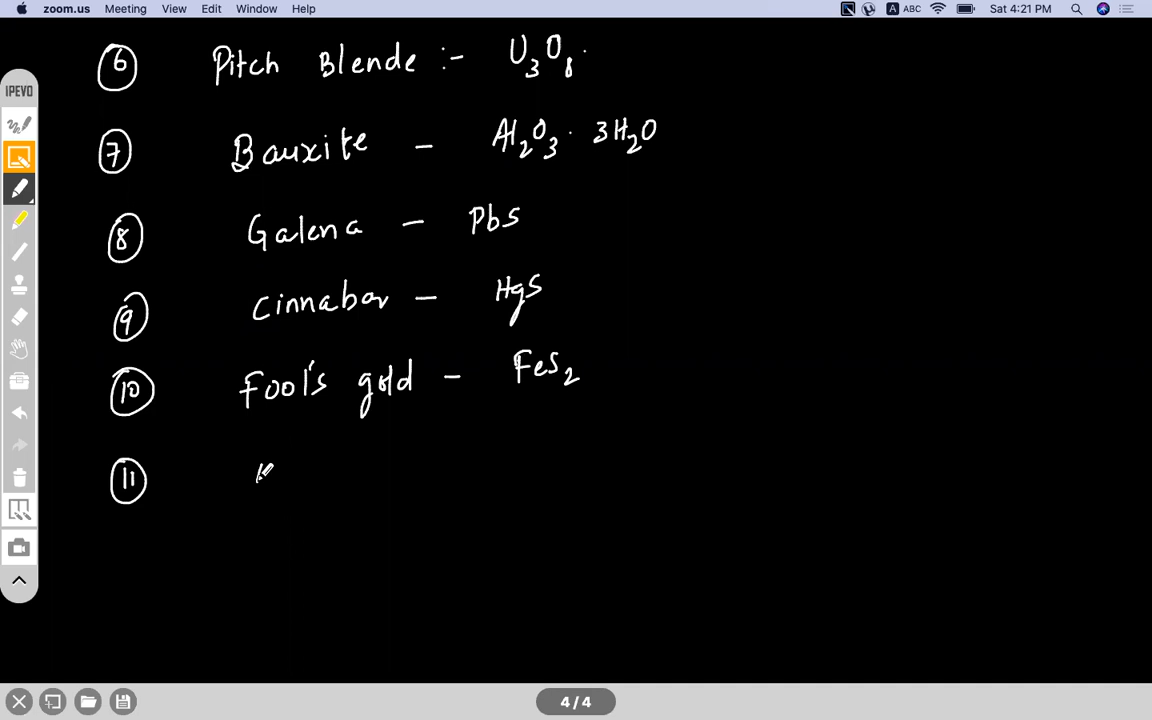 zoom.us Meeting View Edit Window Help A ABC Sat 4:21 PM
IPEVO
6 Pitch Blende :- U3O8.
7 Bauxite - Al2O3. 3H2O
8 Galena - PbS
9 Cinnabar - HgS
10 Fool's gold - FeS2
11
4 / 4